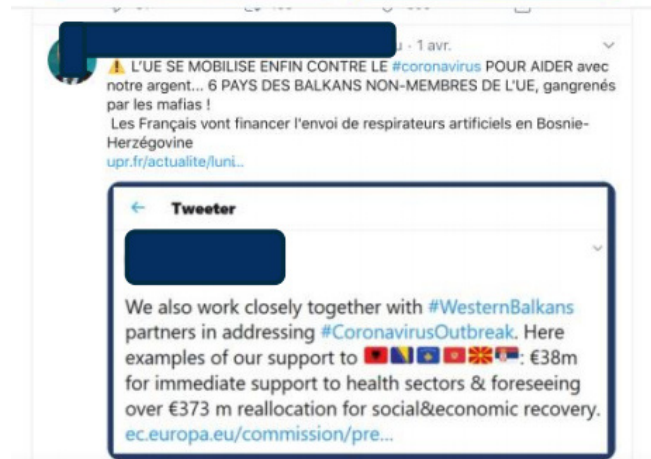 - 1 avr.
⚠ L'UE SE MOBILISE ENFIN CONTRE LE #coronavirus POUR AIDER avec
notre argent... 6 PAYS DES BALKANS NON-MEMBRES DE L'UE, gangrenés
par les mafias !
Les Français vont financer l'envoi de respirateurs artificiels en Bosnie-
Herzégovine
upr.fr/actualite/luni...
← Tweeter
We also work closely together with #WesternBalkans
partners in addressing #CoronavirusOutbreak. Here
examples of our support to 🇦🇱🇧🇦🇽🇰🇲🇪🇲🇰🇷🇸: €38m
for immediate support to health sectors & foreseeing
over €373 m reallocation for social&economic recovery.
ec.europa.eu/commission/pre...